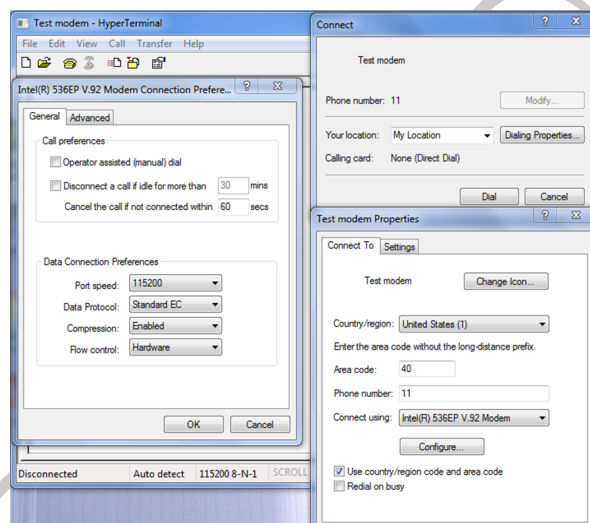 Test modem - HyperTerminal
File Edit View Call Transfer Help
Intel(R) 536EP V.92 Modem Connection Prefere...
General Advanced
Call preferences
Operator assisted (manual) dial
Disconnect a call if idle for more than 30 mins
Cancel the call if not connected within 60 secs
Data Connection Preferences
Port speed: 115200
Data Protocol: Standard EC
Compression: Enabled
Flow control: Hardware
OK Cancel
Disconnected Auto detect 115200 8-N-1 SCROLL
Connect
Test modem
Phone number: 11 Modify...
Your location: My Location Dialing Properties...
Calling card: None (Direct Dial)
Dial Cancel
Test modem Properties
Connect To Settings
Test modem Change Icon...
Country/region: United States (1)
Enter the area code without the long-distance prefix.
Area code: 40
Phone number: 11
Connect using: Intel(R) 536EP V.92 Modem
Configure...
Use country/region code and area code
Redial on busy